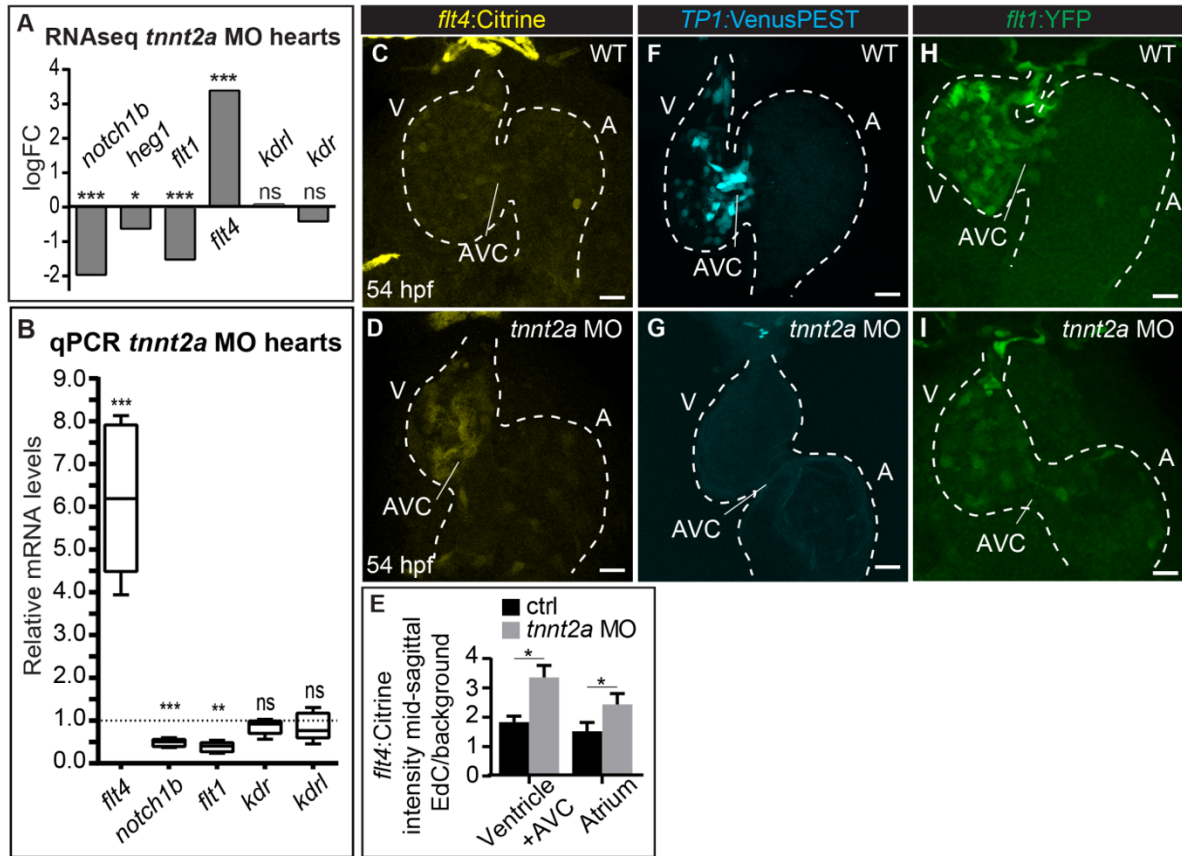 A RNAseq tnnt2a MO hearts
logFC
4
3
2
1
0
-1
-2
notch1b
heg1
flt1
flt4
kdrl
kdr
***
*
***
***
ns
ns
B qPCR tnnt2a MO hearts
Relative mRNA levels
9.0
8.0
7.0
6.0
5.0
4.0
3.0
2.0
1.0
0.0
***
***
**
ns
ns
flt4
notch1b
flt1
kdr
kdrl
flt4:Citrine
C WT
V
A
AVC
54 hpf
D tnnt2a MO
V
A
AVC
54 hpf
E
ctrl
tnnt2a MO
flt4:Citrine
intensity mid-sagittal
EdC/background
4
3
2
1
0
*
*
Ventricle
+AVC
Atrium
TP1:VenusPEST
F WT
V
A
AVC
G tnnt2a MO
V
A
AVC
flt1:YFP
H WT
V
A
AVC
I tnnt2a MO
V
A
AVC